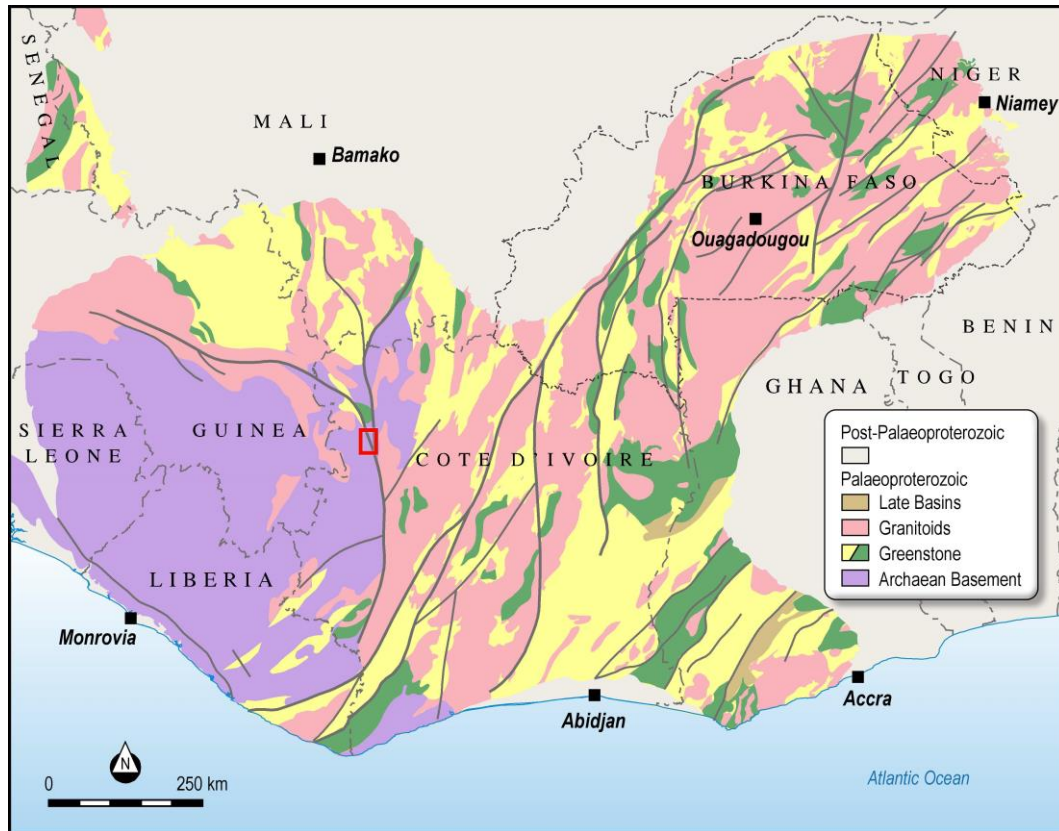 SENEGAL
MALI
Bamako
NIGER
Niamey
BURKINA FASO
Ouagadougou
BENIN
GHANA
TOGO
SIERRA
LEONE
GUINEA
COTE D'IVOIRE
LIBERIA
Monrovia
Abidjan
Accra
Post-Palaeoproterozoic
Palaeoproterozoic
Late Basins
Granitoids
Greenstone
Archaean Basement
N
0 250 km
Atlantic Ocean